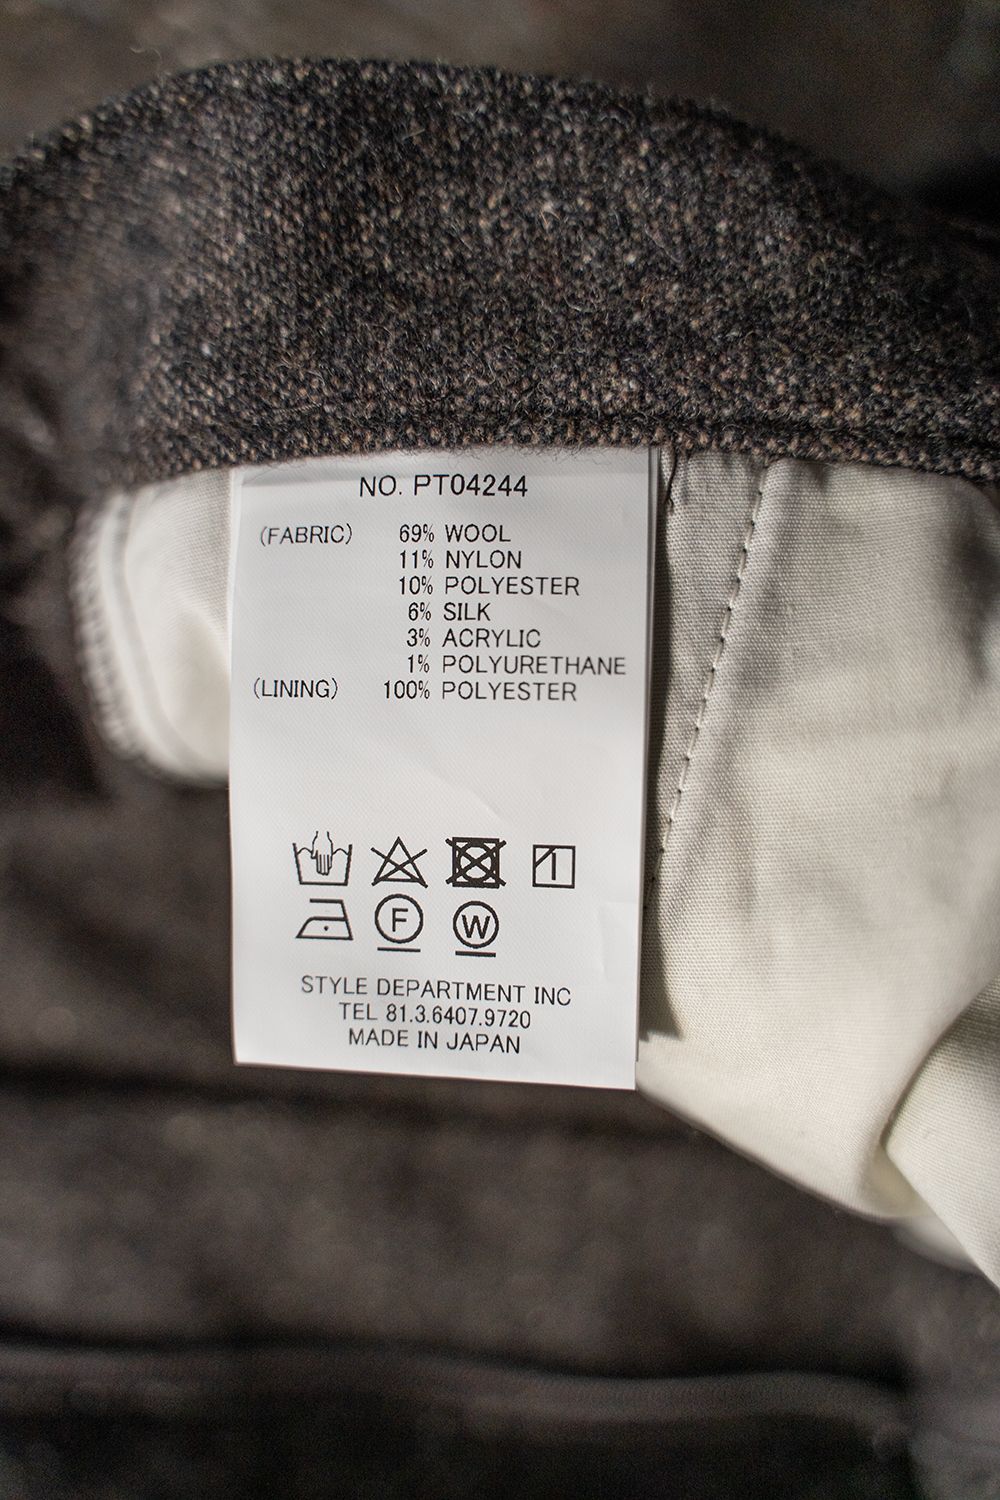 NO. PT04244
(FABRIC) 69% WOOL
11% NYLON
10% POLYESTER
6% SILK
3% ACRYLIC
1% POLYURETHANE
(LINING) 100% POLYESTER
F W
STYLE DEPARTMENT INC
TEL 81.3.6407.9720
MADE IN JAPAN